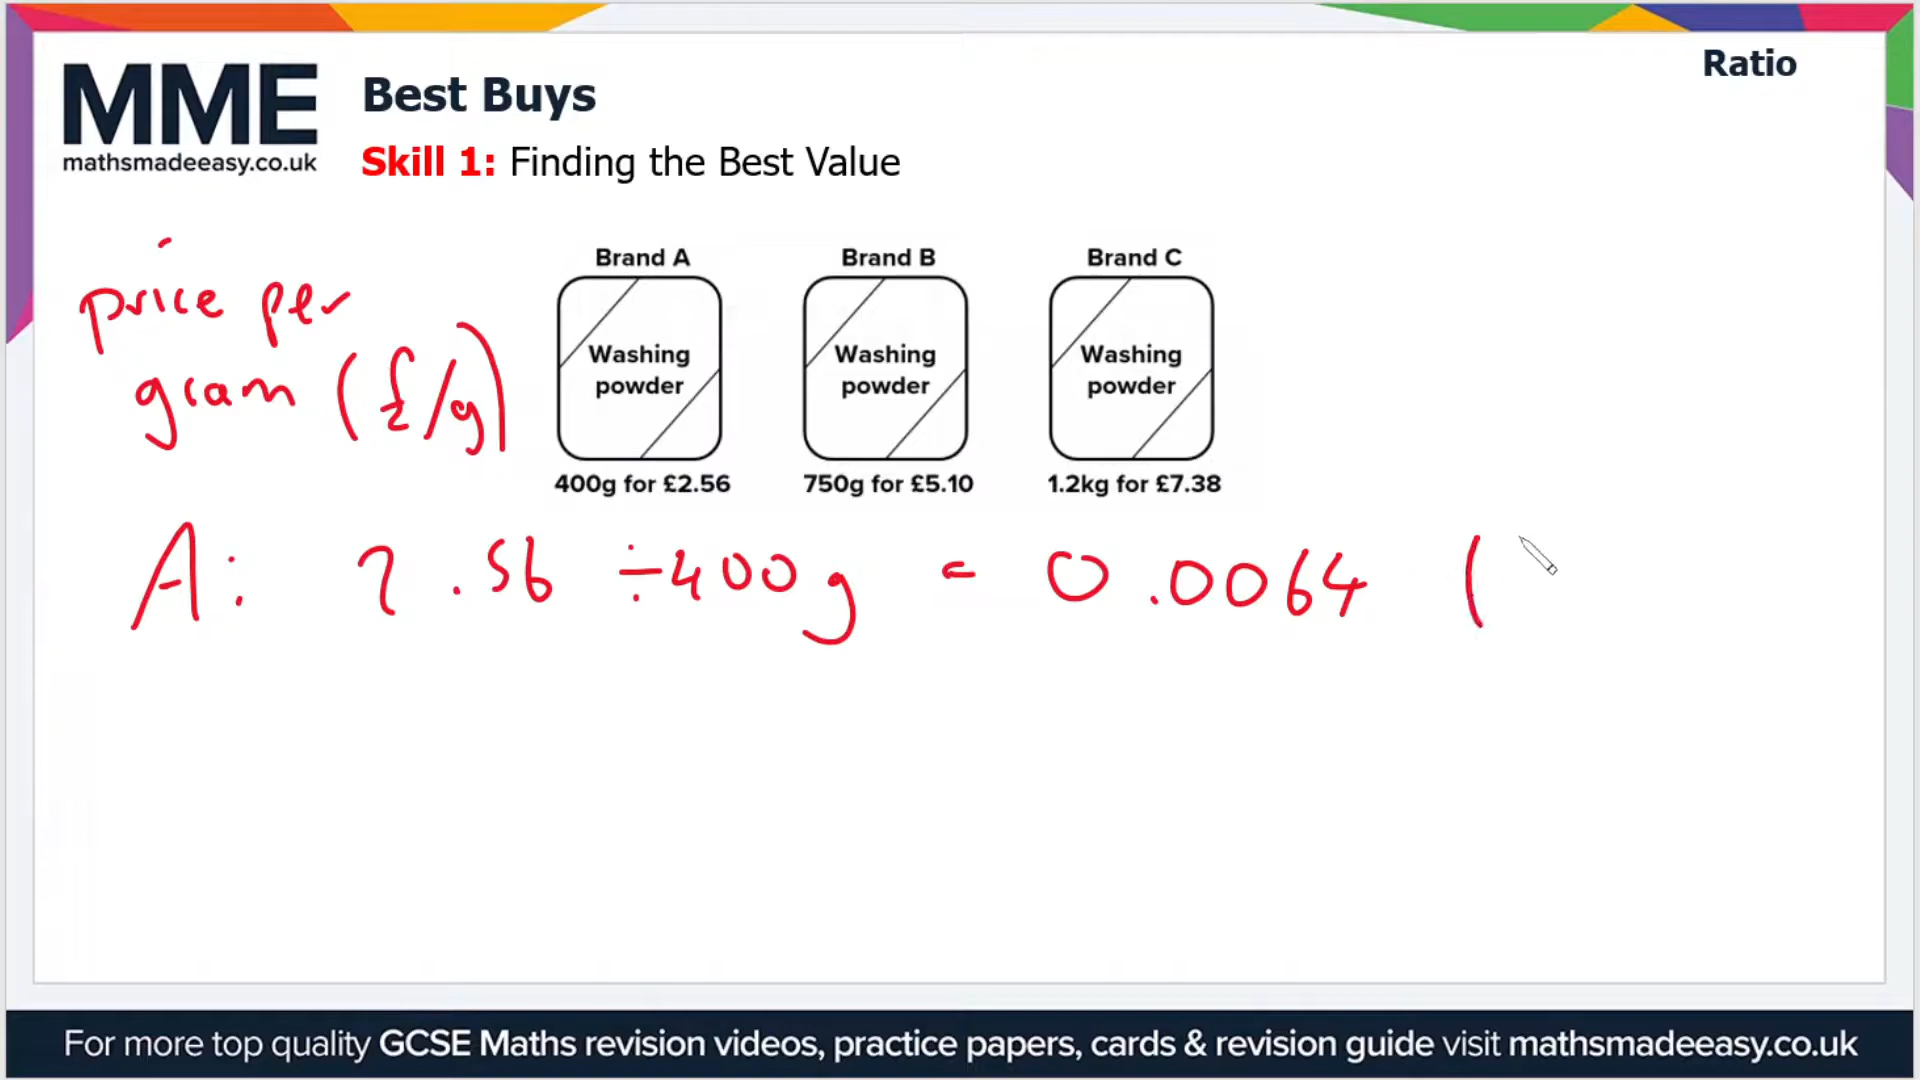 Ratio
MME
mathsmadeeasy.co.uk
Best Buys
Skill 1: Finding the Best Value
price per
gram (£/g)
Brand A
Washing
powder
400g for £2.56
Brand B
Washing
powder
750g for £5.10
Brand C
Washing
powder
1.2kg for £7.38
A: 2.56 ÷400g = 0.0064 (
For more top quality GCSE Maths revision videos, practice papers, cards & revision guide visit mathsmadeeasy.co.uk